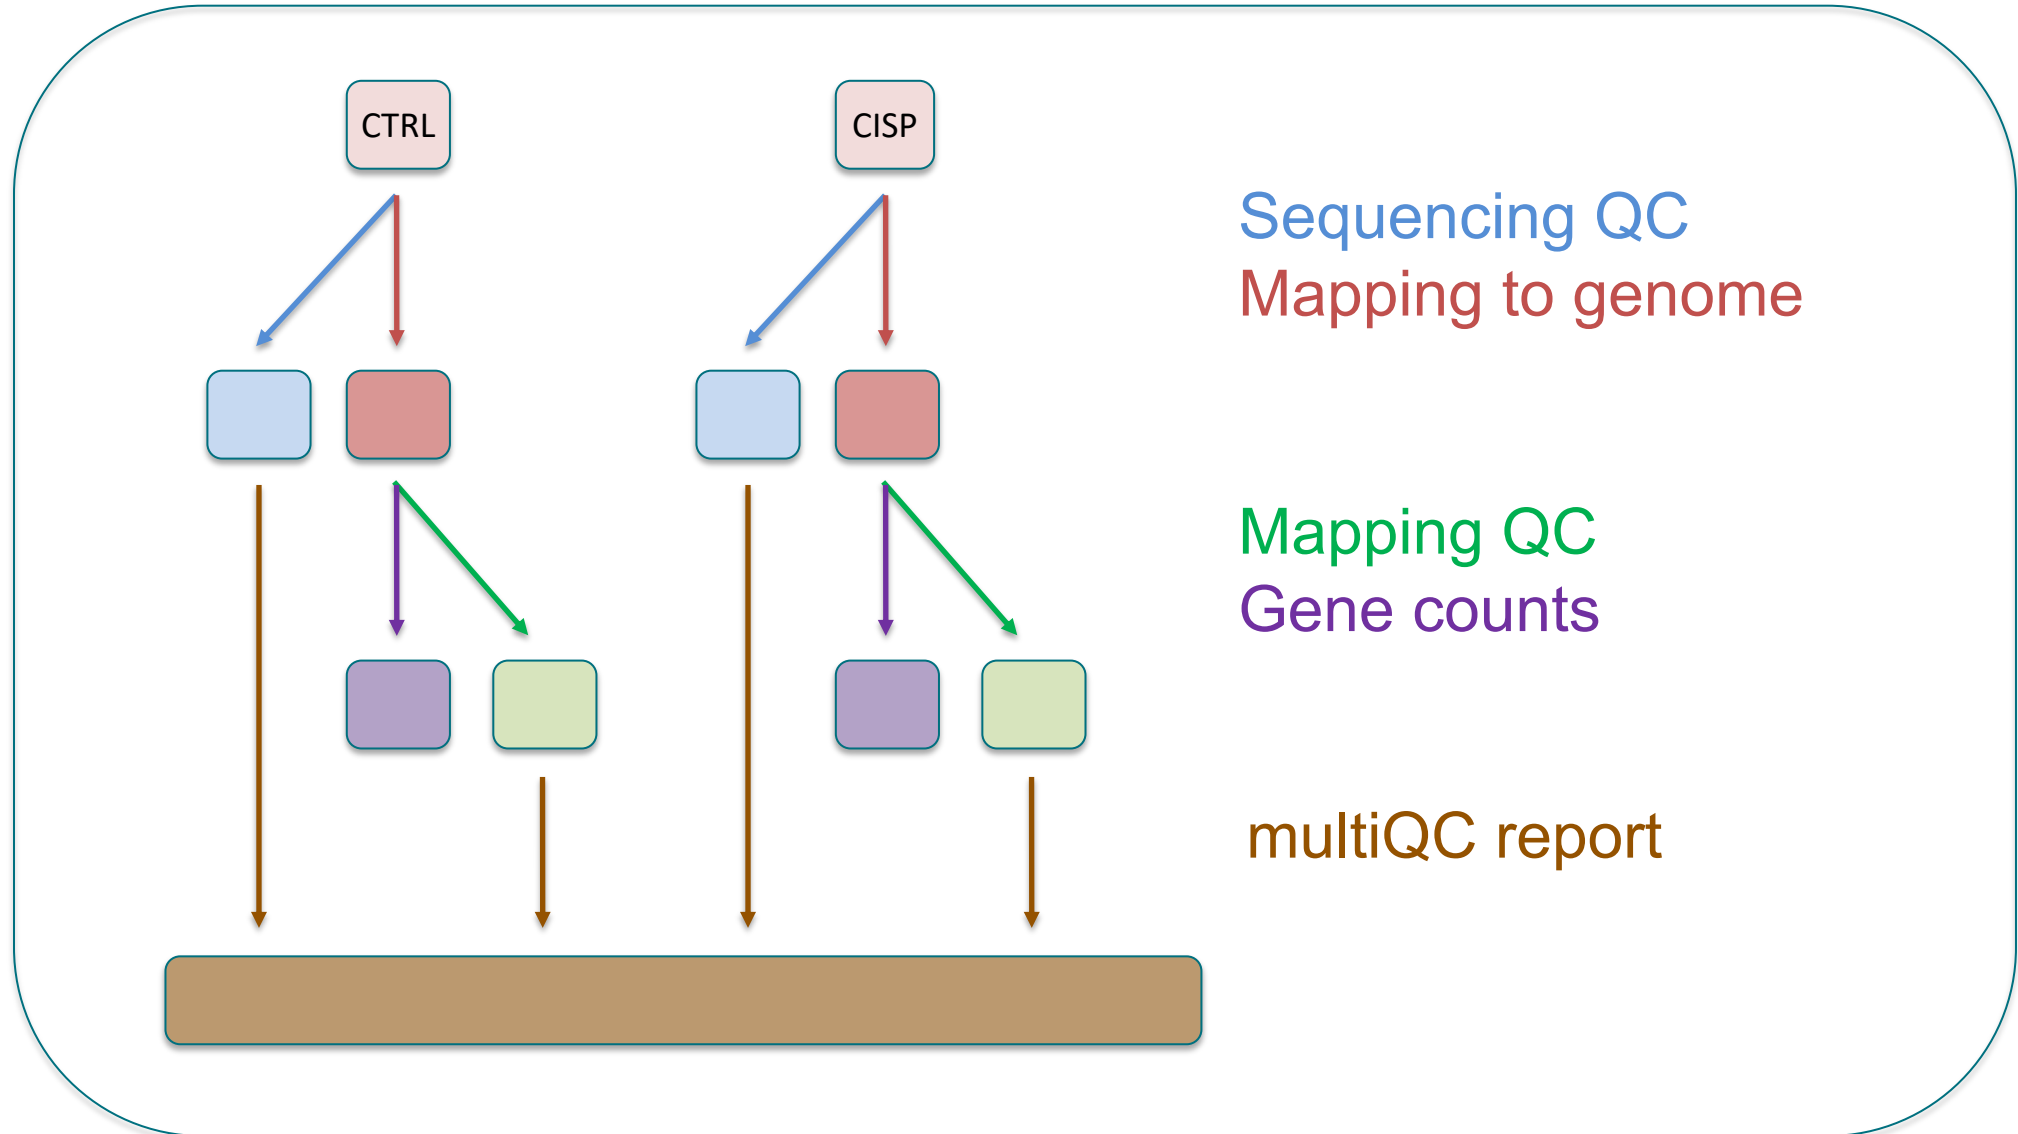 CTRL
CISP
Sequencing QC
Mapping to genome
Mapping QC
Gene counts
multiQC report